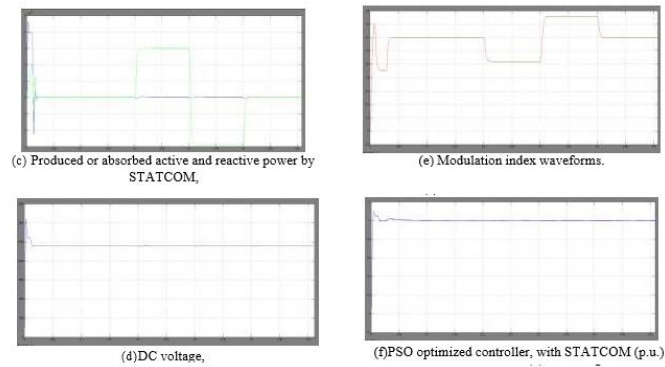 (c) Produced or absorbed active and reactive power by
STATCOM,
(e) Modulation index waveforms.
(d)DC voltage,
(f)PSO optimized controller, with STATCOM (p.u.)